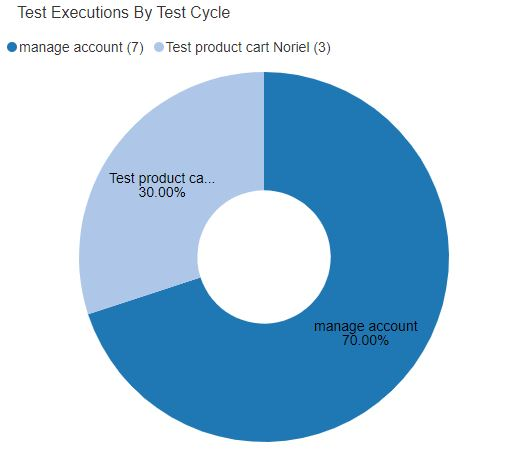 Test Executions By Test Cycle
manage account (7) Test product cart Noriel (3)
Test product ca...
30.00%
manage account
70.00%